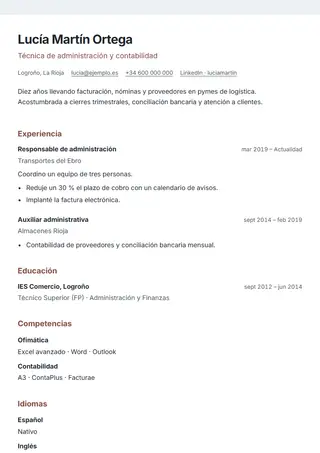 Lucía Martín Ortega
Técnica de administración y contabilidad
Logroño, La Rioja lucia@ejemplo.es +34 600 000 000 LinkedIn · luciamartin
Diez años llevando facturación, nóminas y proveedores en pymes de logística.
Acostumbrada a cierres trimestrales, conciliación bancaria y atención a clientes.
Experiencia
Responsable de administración mar 2019 – Actualidad
Transportes del Ebro
Coordino un equipo de tres personas.
• Reduje un 30 % el plazo de cobro con un calendario de avisos.
• Implanté la factura electrónica.
Auxiliar administrativa sept 2014 – feb 2019
Almacenes Rioja
• Contabilidad de proveedores y conciliación bancaria mensual.
Educación
IES Comercio, Logroño sept 2012 – jun 2014
Técnico Superior (FP) · Administración y Finanzas
Competencias
Ofimática
Excel avanzado · Word · Outlook
Contabilidad
A3 · ContaPlus · Facturae
Idiomas
Español
Nativo
Inglés